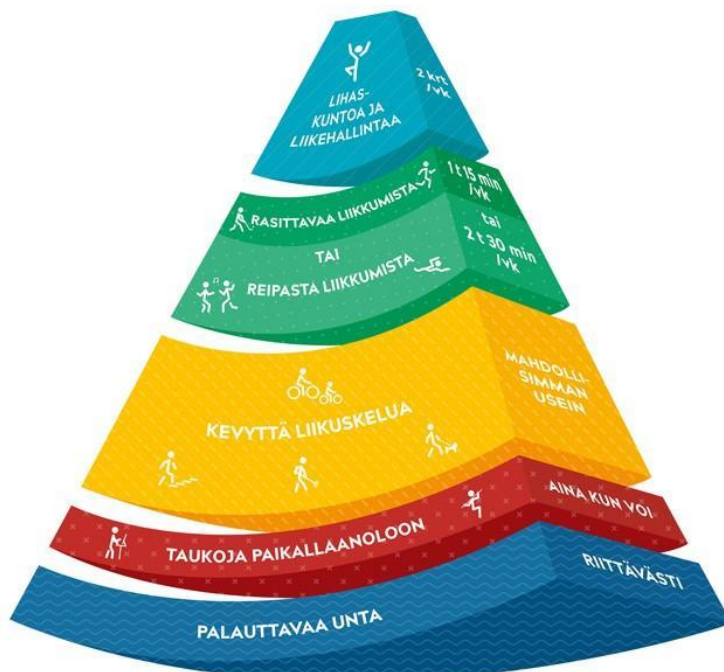 LIHAS-
KUNTOA JA
LIIKEHALLINTAA
2 krt
/vk
RASITTAVAA LIIKKUMISTA
1 t 15 min
/vk
TAI
tai
REIPASTA LIIKKUMISTA
2 t 30 min
/vk
KEVYTTÄ LIIKUSKELUA
MAHDOLLI-
SIMMAN
USEIN
TAUKOJA PAIKALLAANOLOON
AINA KUN VOI
PALAUTTAVAA UNTA
RIITTÄVÄSTI